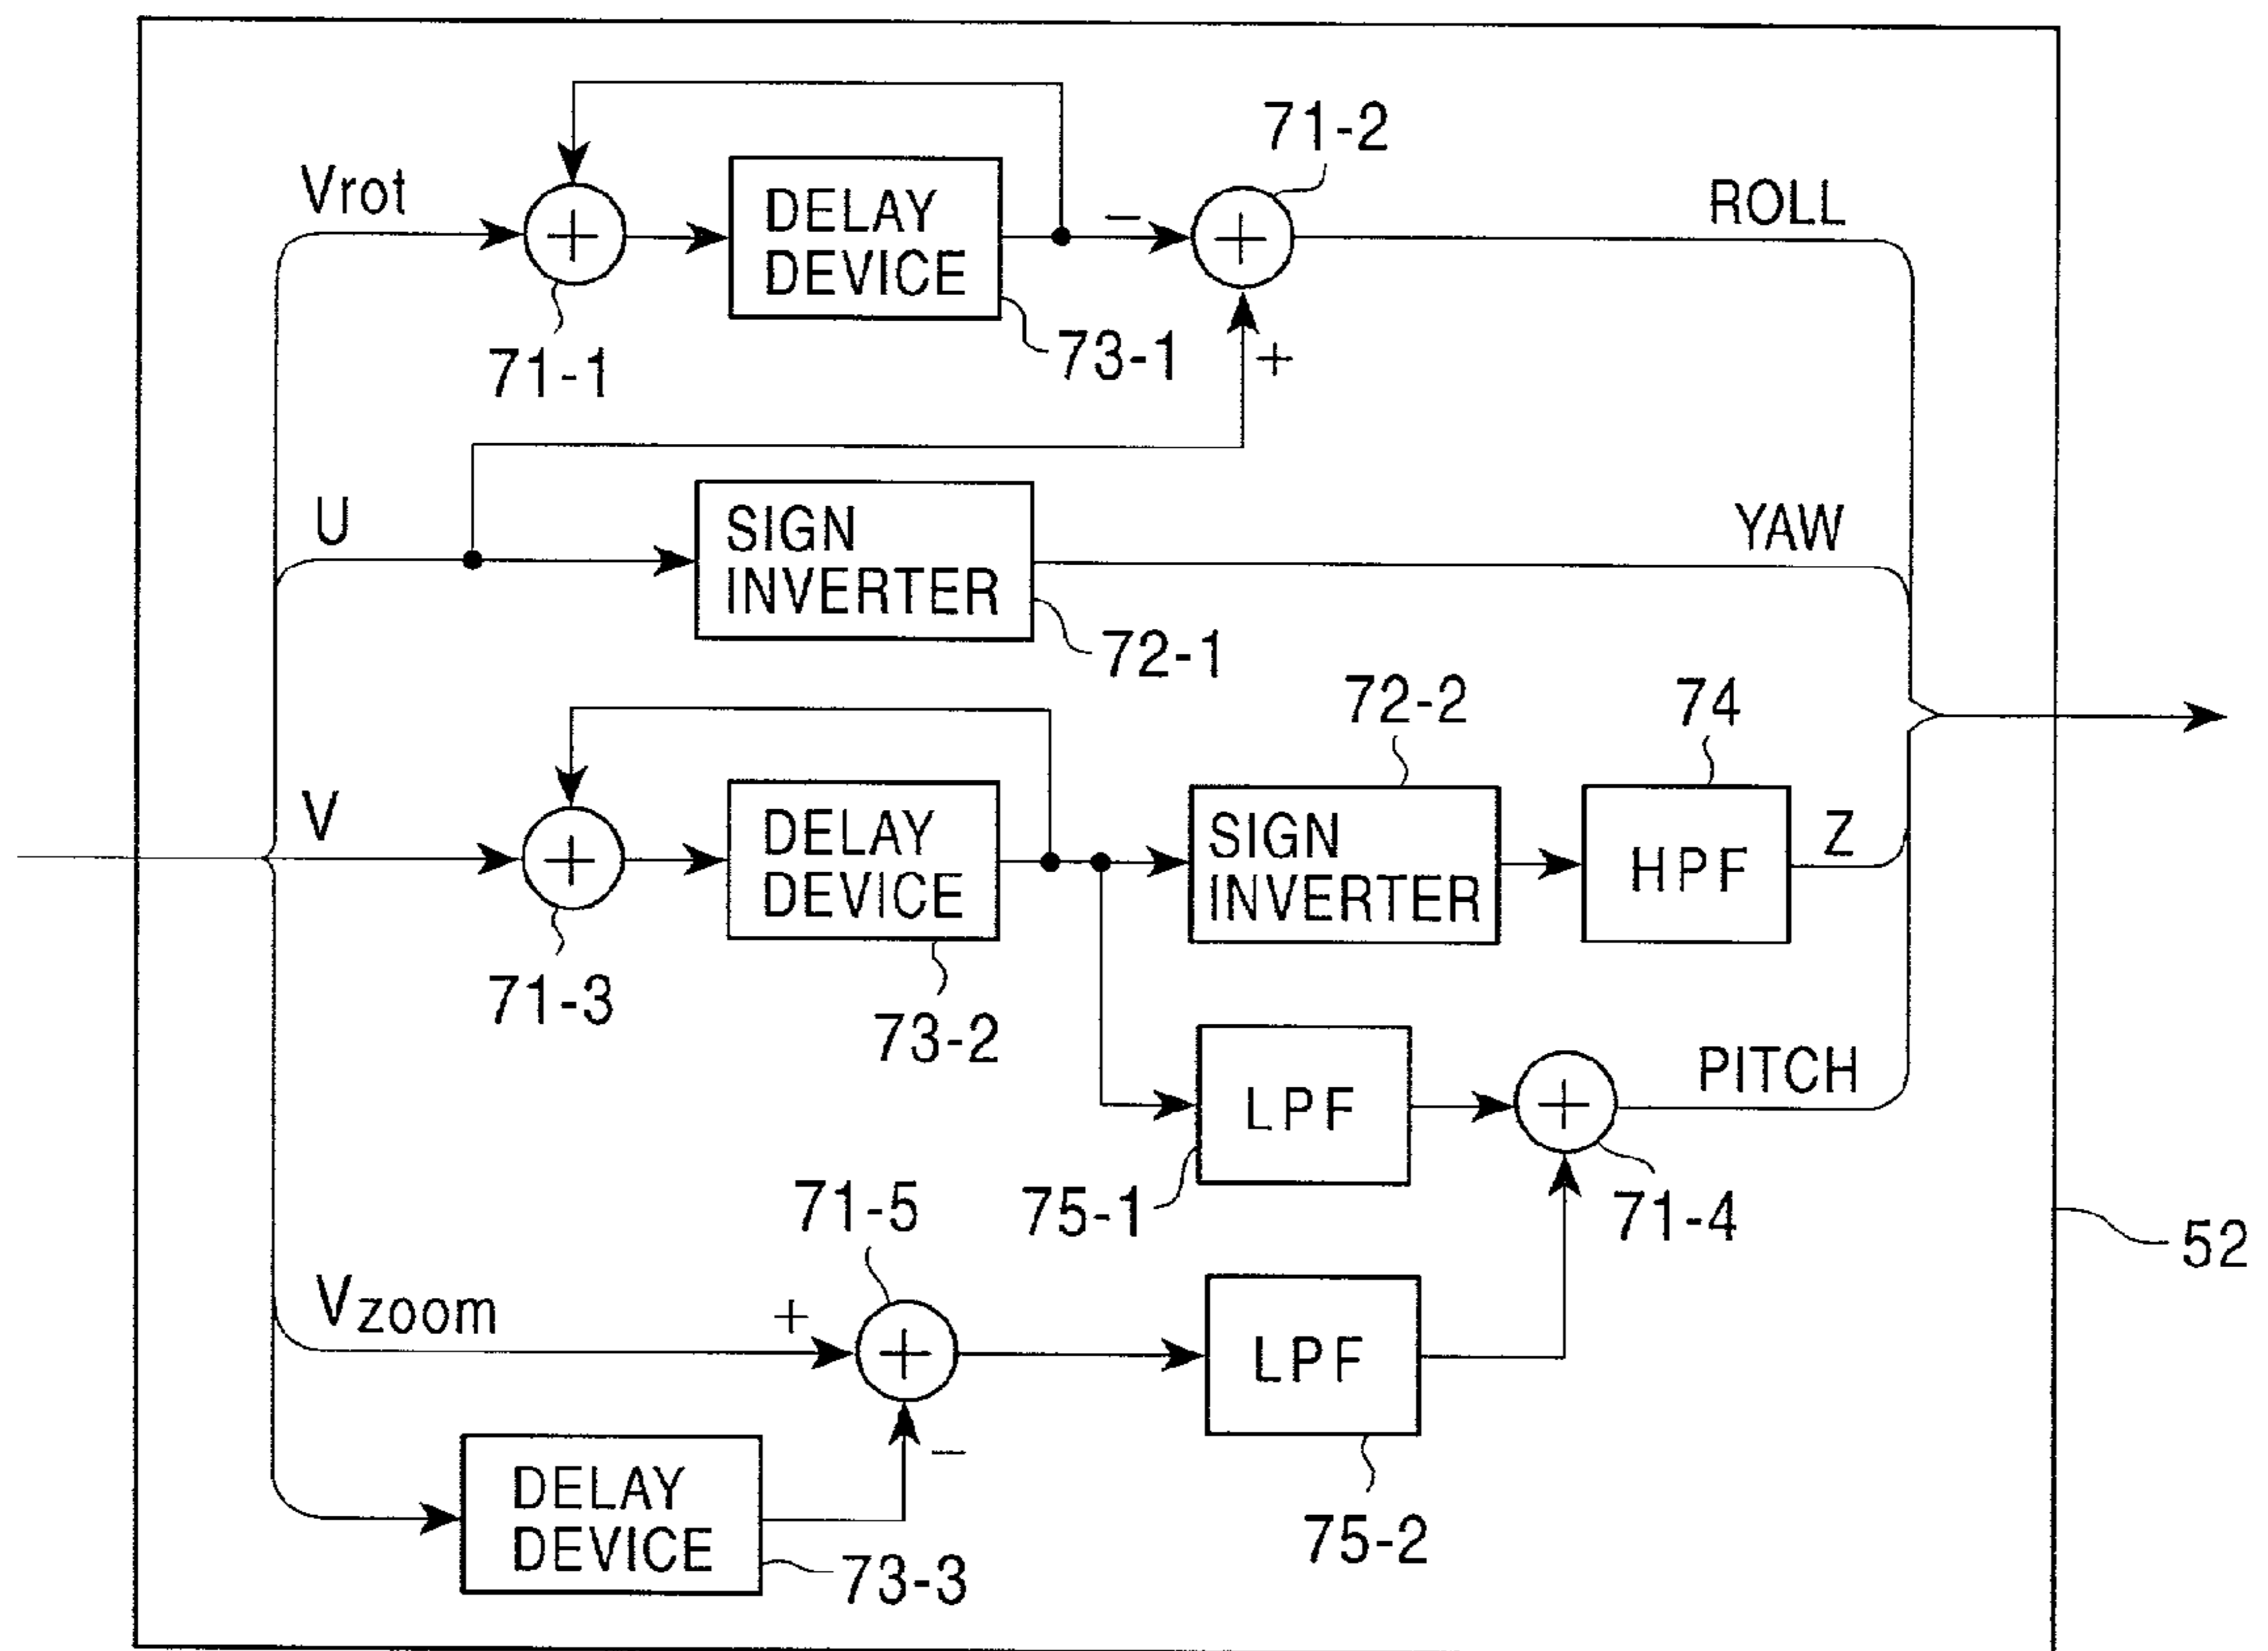 71-2
Vrot
+
DELAY
DEVICE
−
+
ROLL
71-1
73-1
+
U
SIGN
INVERTER
YAW
72-1
72-2
74
V
+
DELAY
DEVICE
SIGN
INVERTER
HPF
Z
71-3
73-2
LPF
+
PITCH
75-1
71-4
71-5
52
Vzoom
+
+
LPF
−
DELAY
DEVICE
73-3
75-2